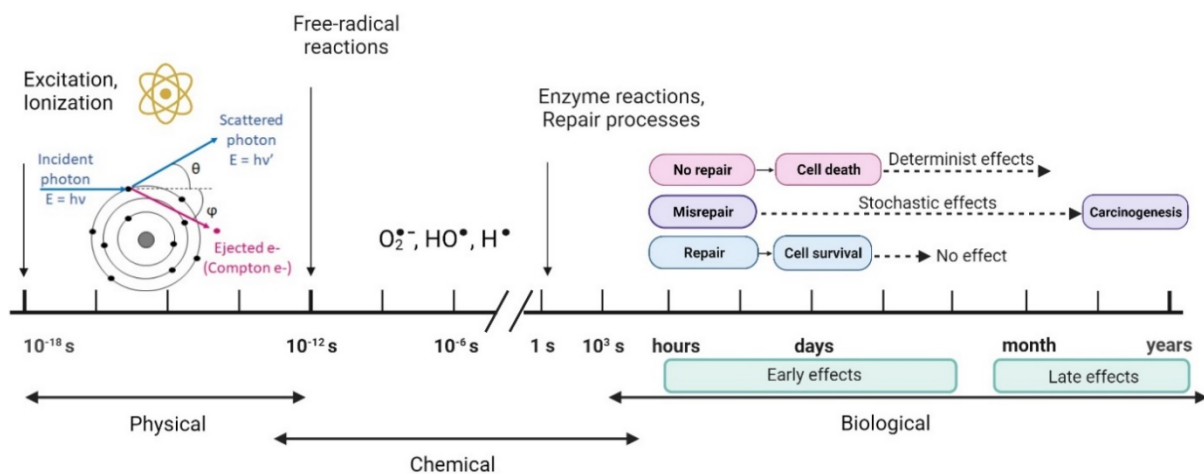 Free-radical
reactions
Excitation,
Ionization
Scattered
photon
E = hν'
Incident
photon
E = hν
θ
φ
Ejected e-
(Compton e-)
O₂•−, HO•, H•
Enzyme reactions,
Repair processes
No repair
Cell death
Determinist effects
Misrepair
Stochastic effects
Carcinogenesis
Repair
Cell survival
No effect
10⁻¹⁸ s
10⁻¹² s
10⁻⁶ s
1 s
10³ s
hours
days
month
years
Early effects
Late effects
Physical
Biological
Chemical